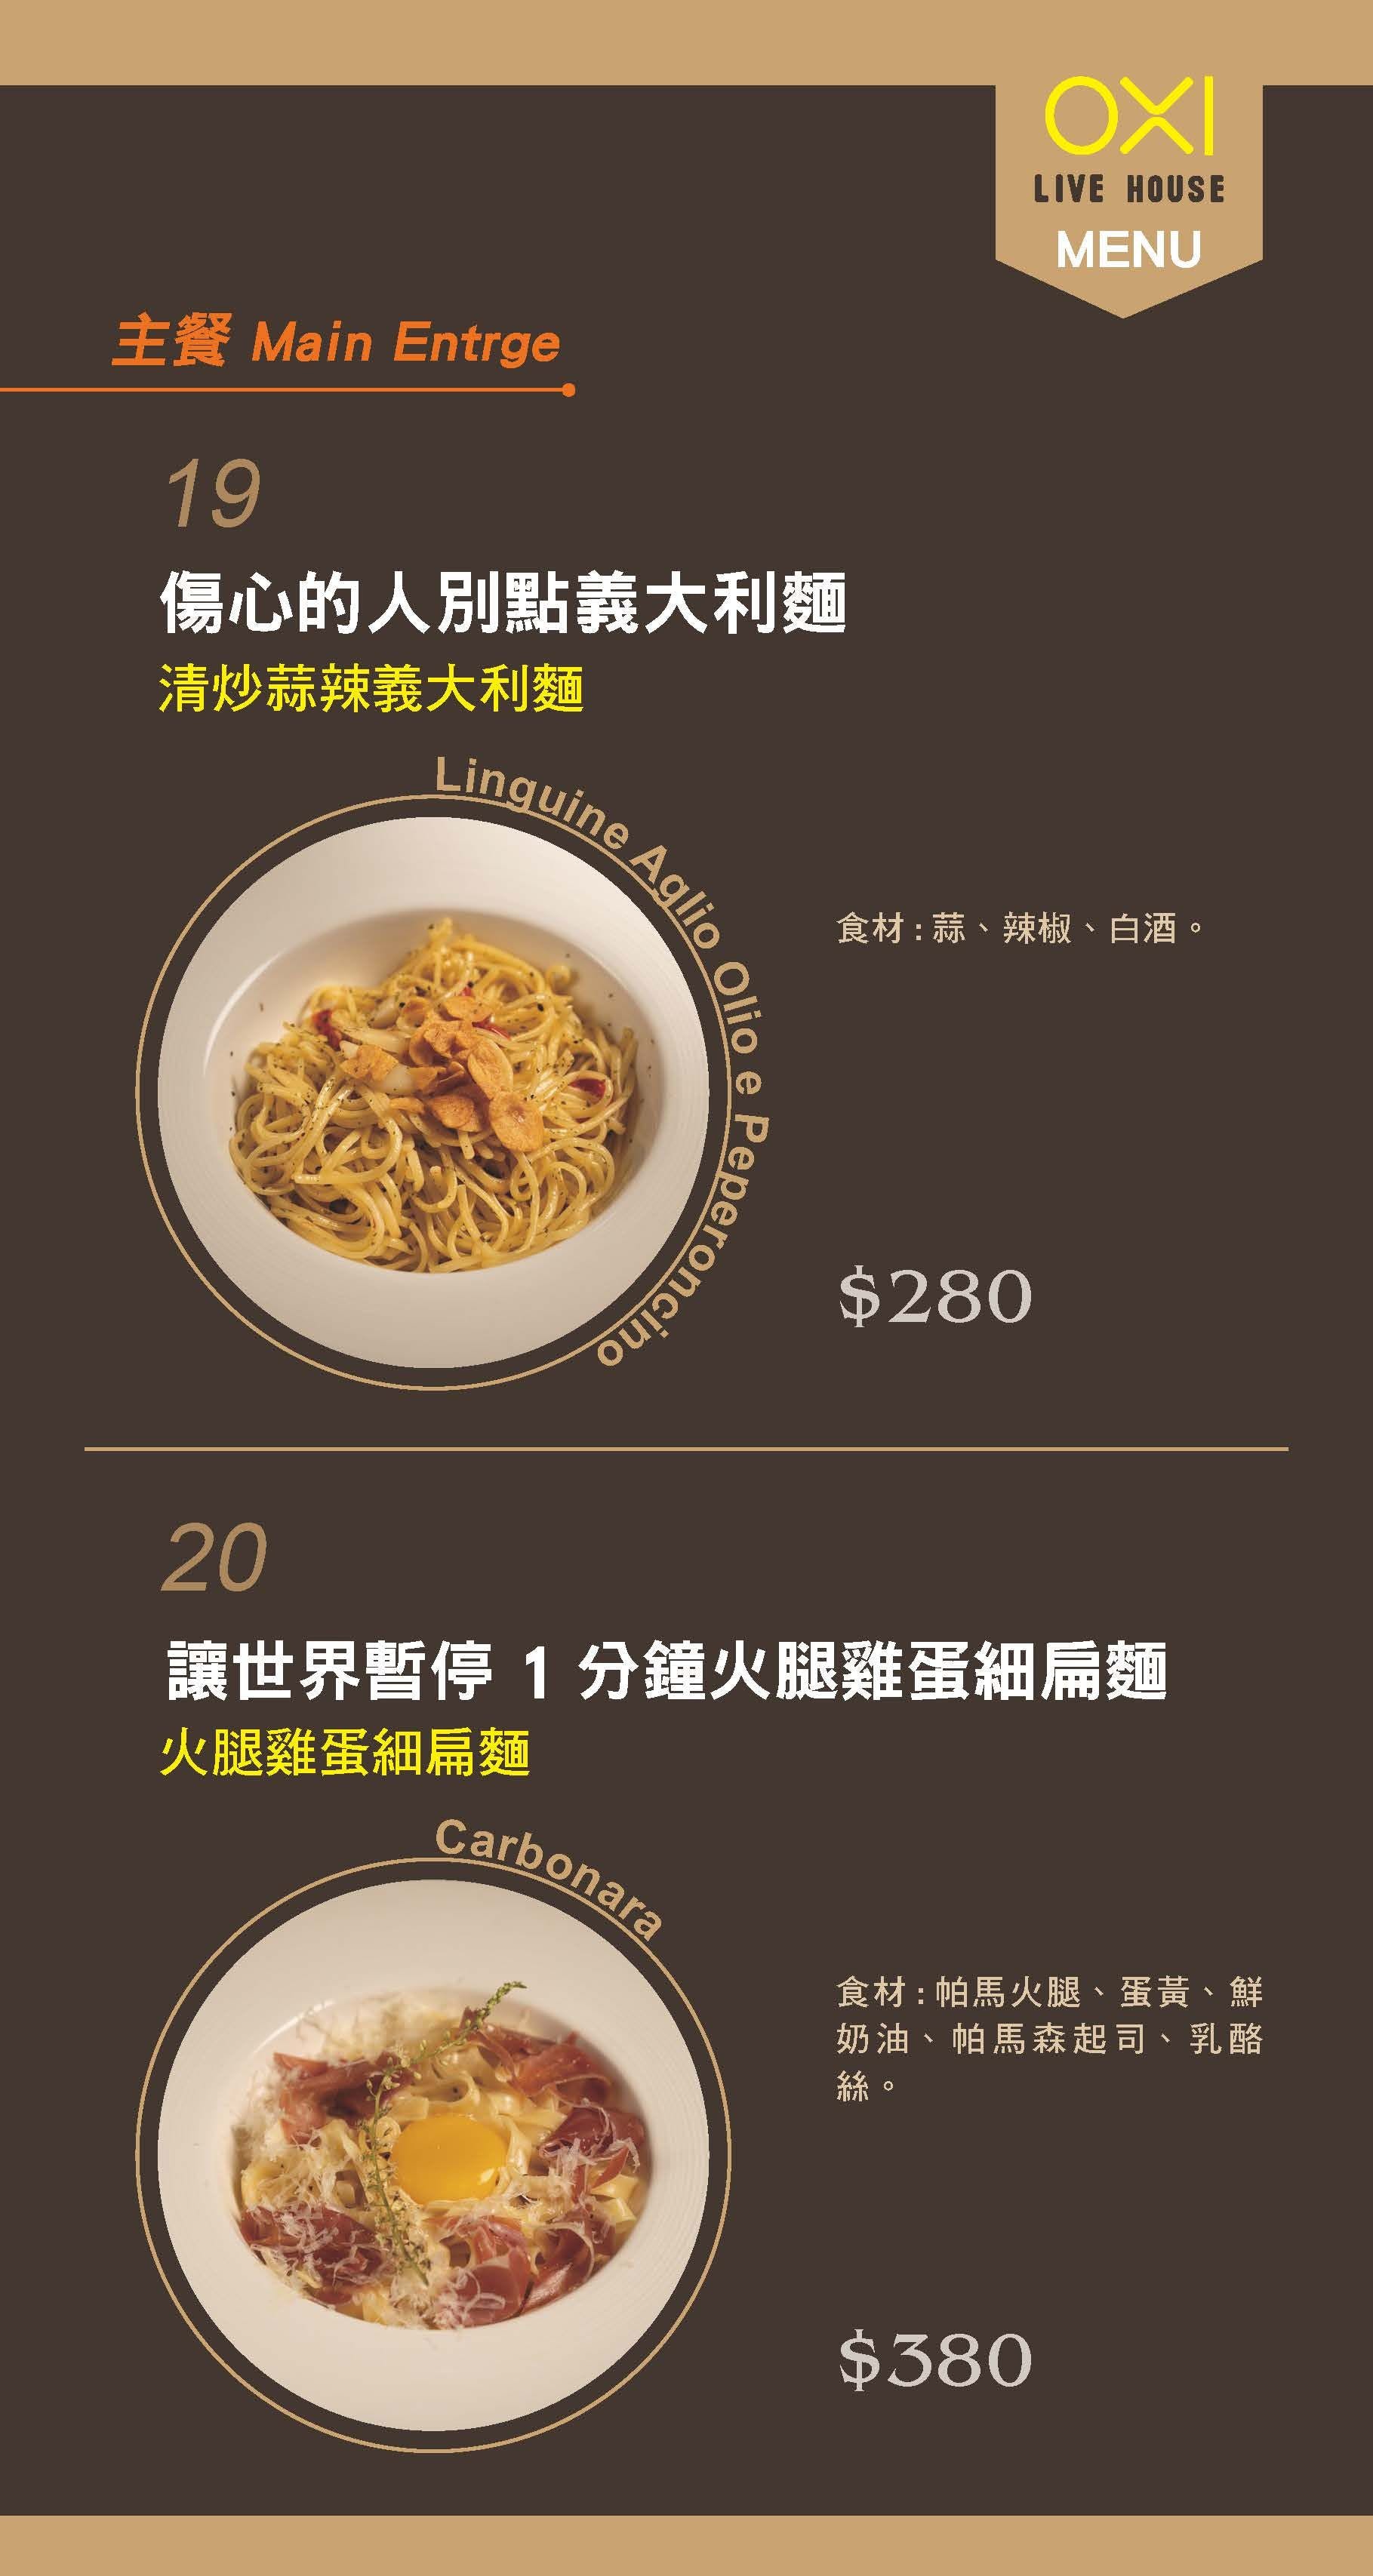 OXI
LIVE HOUSE
MENU
主餐 Main Entrge
19
傷心的人別點義大利麵
清炒蒜辣義大利麵
Linguine Aglio Olio e Peperoncino
食材:蒜、辣椒、白酒。
$280
20
讓世界暫停 1 分鐘火腿雞蛋細扁麵
火腿雞蛋細扁麵
Carbonara
食材:帕馬火腿、蛋黃、鮮
奶油、帕馬森起司、乳酪
絲。
$380